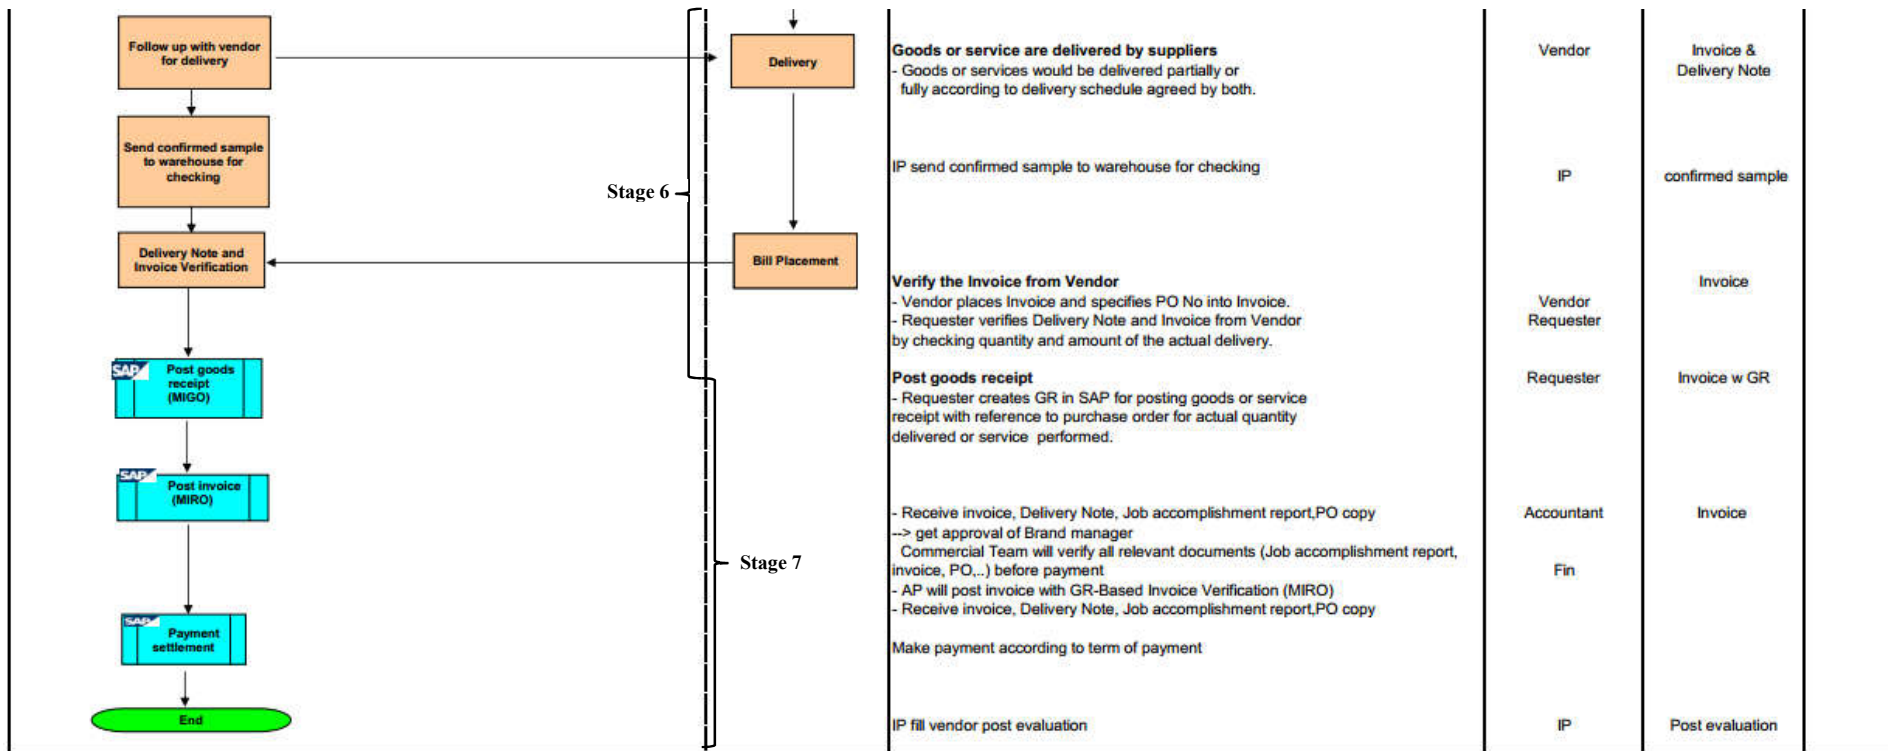 Follow up with vendor
for delivery
Delivery
Goods or service are delivered by suppliers
- Goods or services would be delivered partially or
fully according to delivery schedule agreed by both.
Vendor
Invoice &
Delivery Note
Send confirmed sample
to warehouse for
checking
Stage 6
IP send confirmed sample to warehouse for checking
IP
confirmed sample
Delivery Note and
Invoice Verification
Bill Placement
Verify the Invoice from Vendor
- Vendor places Invoice and specifies PO No into Invoice.
- Requester verifies Delivery Note and Invoice from Vendor
by checking quantity and amount of the actual delivery.
Vendor
Requester
Invoice
SAP
Post goods
receipt
(MIGO)
Post goods receipt
- Requester creates GR in SAP for posting goods or service
receipt with reference to purchase order for actual quantity
delivered or service performed.
Requester
Invoice w GR
SAP
Post invoice
(MIRO)
Stage 7
- Receive invoice, Delivery Note, Job accomplishment report,PO copy
--> get approval of Brand manager
Commercial Team will verify all relevant documents (Job accomplishment report,
invoice, PO,..) before payment
- AP will post invoice with GR-Based Invoice Verification (MIRO)
- Receive invoice, Delivery Note, Job accomplishment report,PO copy
Accountant
Fin
Invoice
SAP
Payment
settlement
Make payment according to term of payment
End
IP fill vendor post evaluation
IP
Post evaluation